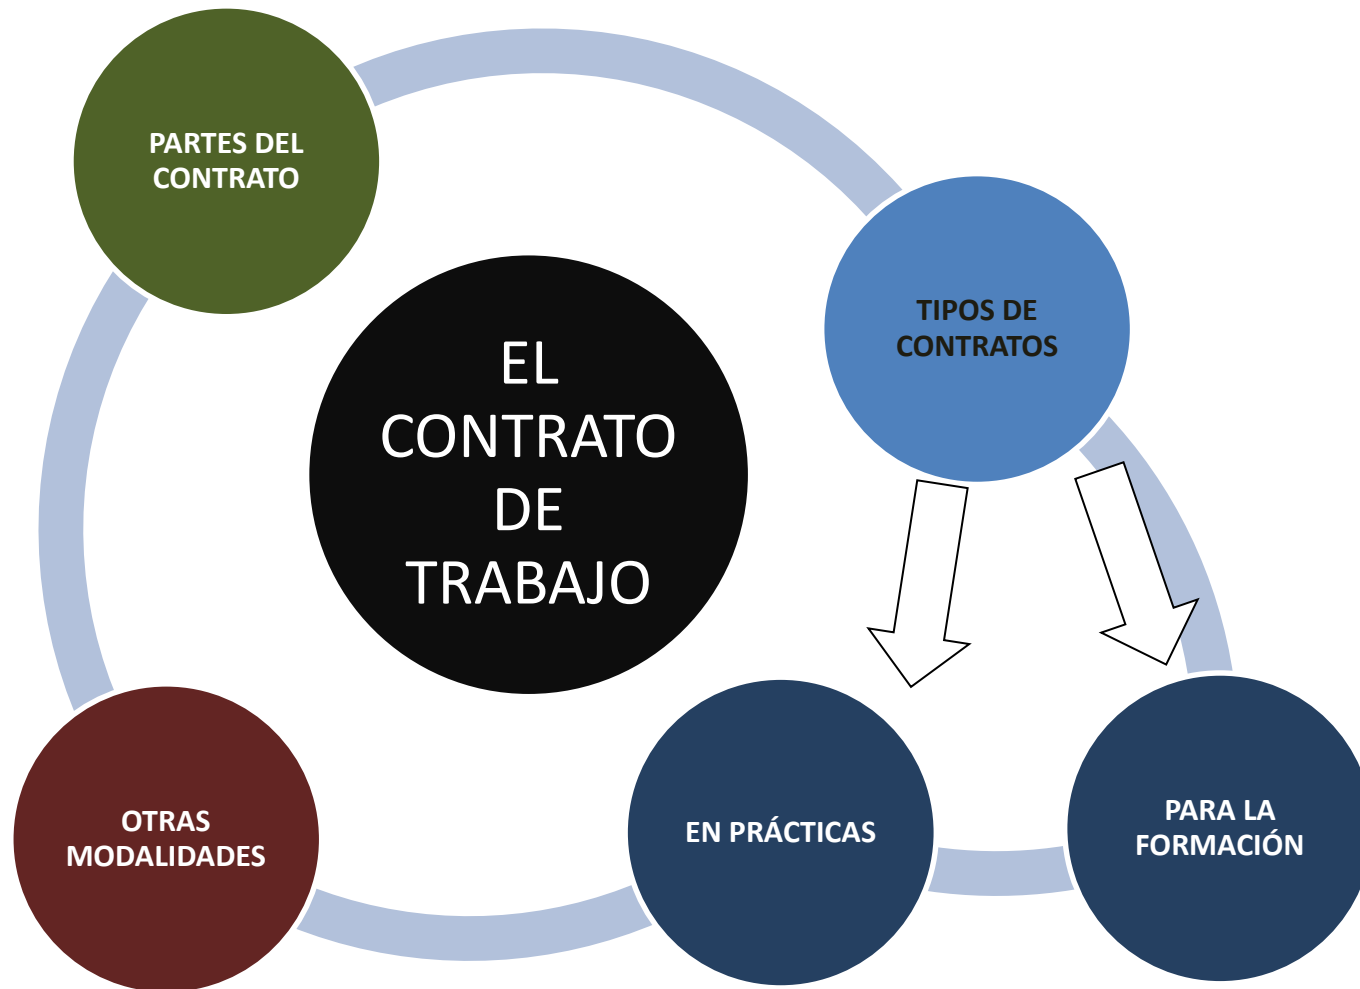 PARTES DEL
CONTRATO
TIPOS DE
CONTRATOS
EL
CONTRATO
DE
TRABAJO
OTRAS
MODALIDADES
EN PRÁCTICAS
PARA LA
FORMACIÓN